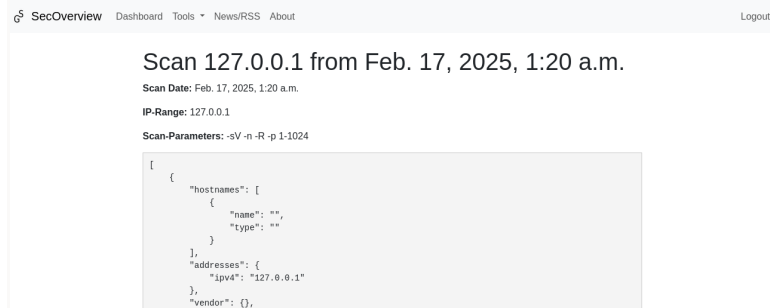 GS SecOverview Dashboard Tools News/RSS About Logout
Scan 127.0.0.1 from Feb. 17, 2025, 1:20 a.m.
Scan Date: Feb. 17, 2025, 1:20 a.m.
IP-Range: 127.0.0.1
Scan-Parameters: -sV -n -R -p 1-1024
[
    {
        "hostnames": [
            {
                "name": "",
                "type": ""
            }
        ],
        "addresses": {
            "ipv4": "127.0.0.1"
        },
        "vendor": {},